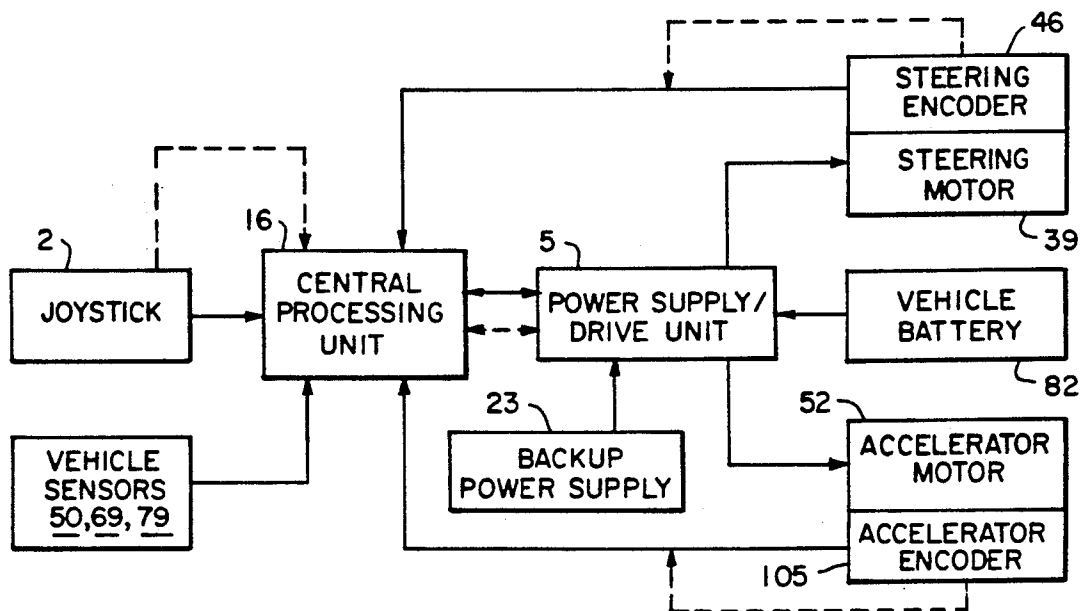 46
STEERING
ENCODER
STEERING
MOTOR
39
2
JOYSTICK
16
CENTRAL
PROCESSING
UNIT
5
POWER SUPPLY/
DRIVE UNIT
VEHICLE
BATTERY
82
23
BACKUP
POWER SUPPLY
52
ACCELERATOR
MOTOR
ACCELERATOR
ENCODER
105
VEHICLE
SENSORS
50,69, 79